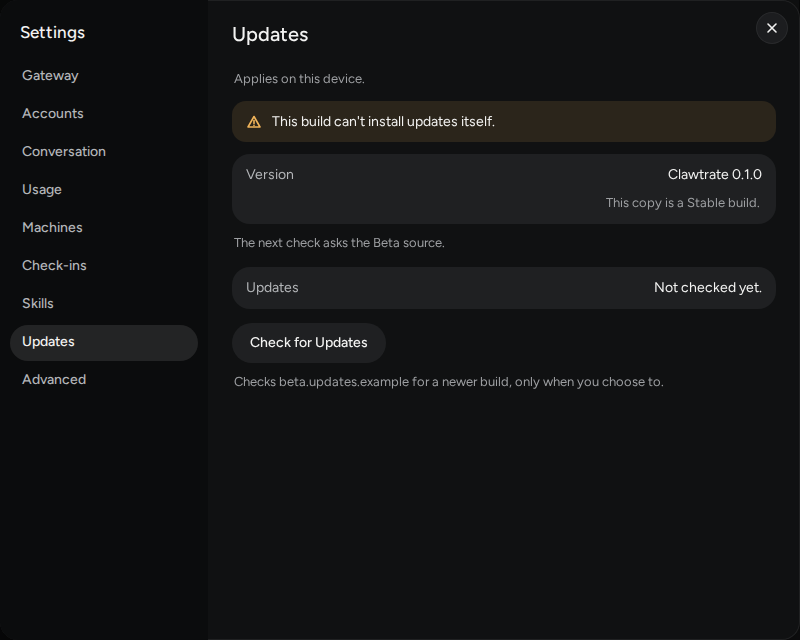 Settings
Gateway
Accounts
Conversation
Usage
Machines
Check-ins
Skills
Updates
Advanced
Updates
Applies on this device.
This build can't install updates itself.
Version
Clawtrate 0.1.0
This copy is a Stable build.
The next check asks the Beta source.
Updates
Not checked yet.
Check for Updates
Checks beta.updates.example for a newer build, only when you choose to.